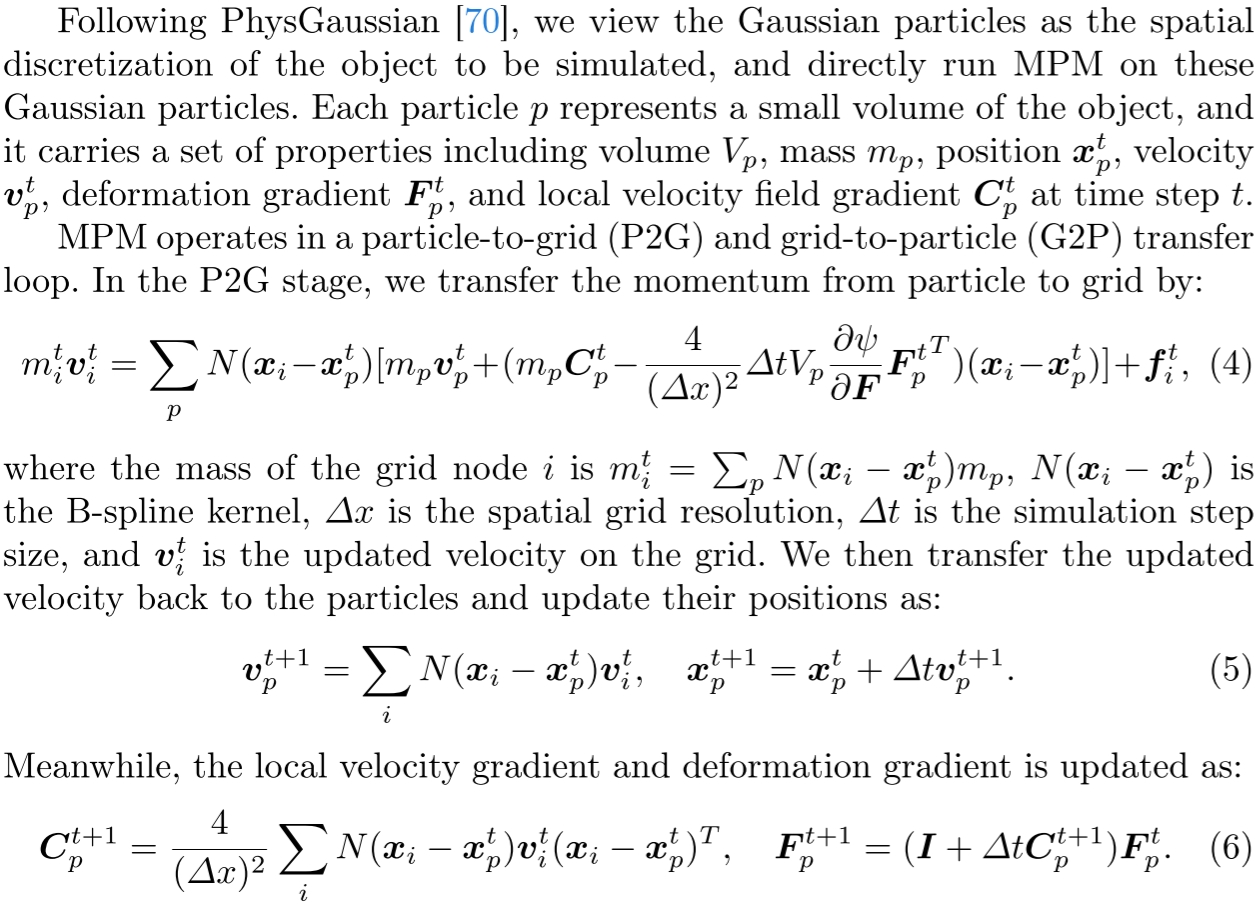 Following PhysGaussian [70], we view the Gaussian particles as the spatial
discretization of the object to be simulated, and directly run MPM on these
Gaussian particles. Each particle p represents a small volume of the object, and
it carries a set of properties including volume $V_p$, mass $m_p$, position $\boldsymbol{x}_p^t$, velocity
$\boldsymbol{v}_p^t$, deformation gradient $\boldsymbol{F}_p^t$, and local velocity field gradient $\boldsymbol{C}_p^t$ at time step $t$.
MPM operates in a particle-to-grid (P2G) and grid-to-particle (G2P) transfer
loop. In the P2G stage, we transfer the momentum from particle to grid by:
$m_i^t \boldsymbol{v}_i^t = \sum_p N(\boldsymbol{x}_i - \boldsymbol{x}_p^t)[m_p \boldsymbol{v}_p^t + (m_p \boldsymbol{C}_p^t - \frac{4}{(\Delta x)^2} \Delta t V_p \frac{\partial \psi}{\partial \boldsymbol{F}} {\boldsymbol{F}_p^t}^T)(\boldsymbol{x}_i - \boldsymbol{x}_p^t)] + \boldsymbol{f}_i^t,$ (4)
where the mass of the grid node $i$ is $m_i^t = \sum_p N(\boldsymbol{x}_i - \boldsymbol{x}_p^t) m_p$, $N(\boldsymbol{x}_i - \boldsymbol{x}_p^t)$ is
the B-spline kernel, $\Delta x$ is the spatial grid resolution, $\Delta t$ is the simulation step
size, and $\boldsymbol{v}_i^t$ is the updated velocity on the grid. We then transfer the updated
velocity back to the particles and update their positions as:
$\boldsymbol{v}_p^{t+1} = \sum_i N(\boldsymbol{x}_i - \boldsymbol{x}_p^t) \boldsymbol{v}_i^t, \quad \boldsymbol{x}_p^{t+1} = \boldsymbol{x}_p^t + \Delta t \boldsymbol{v}_p^{t+1}.$ (5)
Meanwhile, the local velocity gradient and deformation gradient is updated as:
$\boldsymbol{C}_p^{t+1} = \frac{4}{(\Delta x)^2} \sum_i N(\boldsymbol{x}_i - \boldsymbol{x}_p^t) \boldsymbol{v}_i^t (\boldsymbol{x}_i - \boldsymbol{x}_p^t)^T, \quad \boldsymbol{F}_p^{t+1} = (\boldsymbol{I} + \Delta t \boldsymbol{C}_p^{t+1}) \boldsymbol{F}_p^t.$ (6)